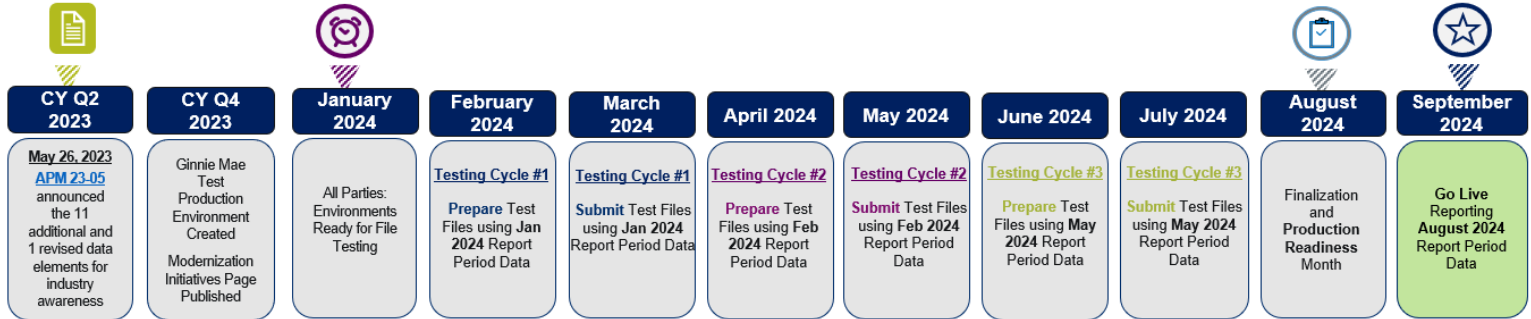 CY Q2
2023
May 26, 2023
APM 23-05
announced
the 11
additional and
1 revised data
elements for
industry
awareness
CY Q4
2023
Ginnie Mae
Test
Production
Environment
Created
Modernization
Initiatives Page
Published
January
2024
All Parties:
Environments
Ready for File
Testing
February
2024
Testing Cycle #1
Prepare Test
Files using Jan
2024 Report
Period Data
March
2024
Testing Cycle #1
Submit Test Files
using Jan 2024
Report Period Data
April 2024
Testing Cycle #2
Prepare Test
Files using Feb
2024 Report
Period Data
May 2024
Testing Cycle #2
Submit Test Files
using Feb 2024
Report Period
Data
June 2024
Testing Cycle #3
Prepare Test
Files using May
2024 Report
Period Data
July 2024
Testing Cycle #3
Submit Test Files
using May 2024
Report Period
Data
August
2024
Finalization
and
Production
Readiness
Month
September
2024
Go Live
Reporting
August 2024
Report Period
Data